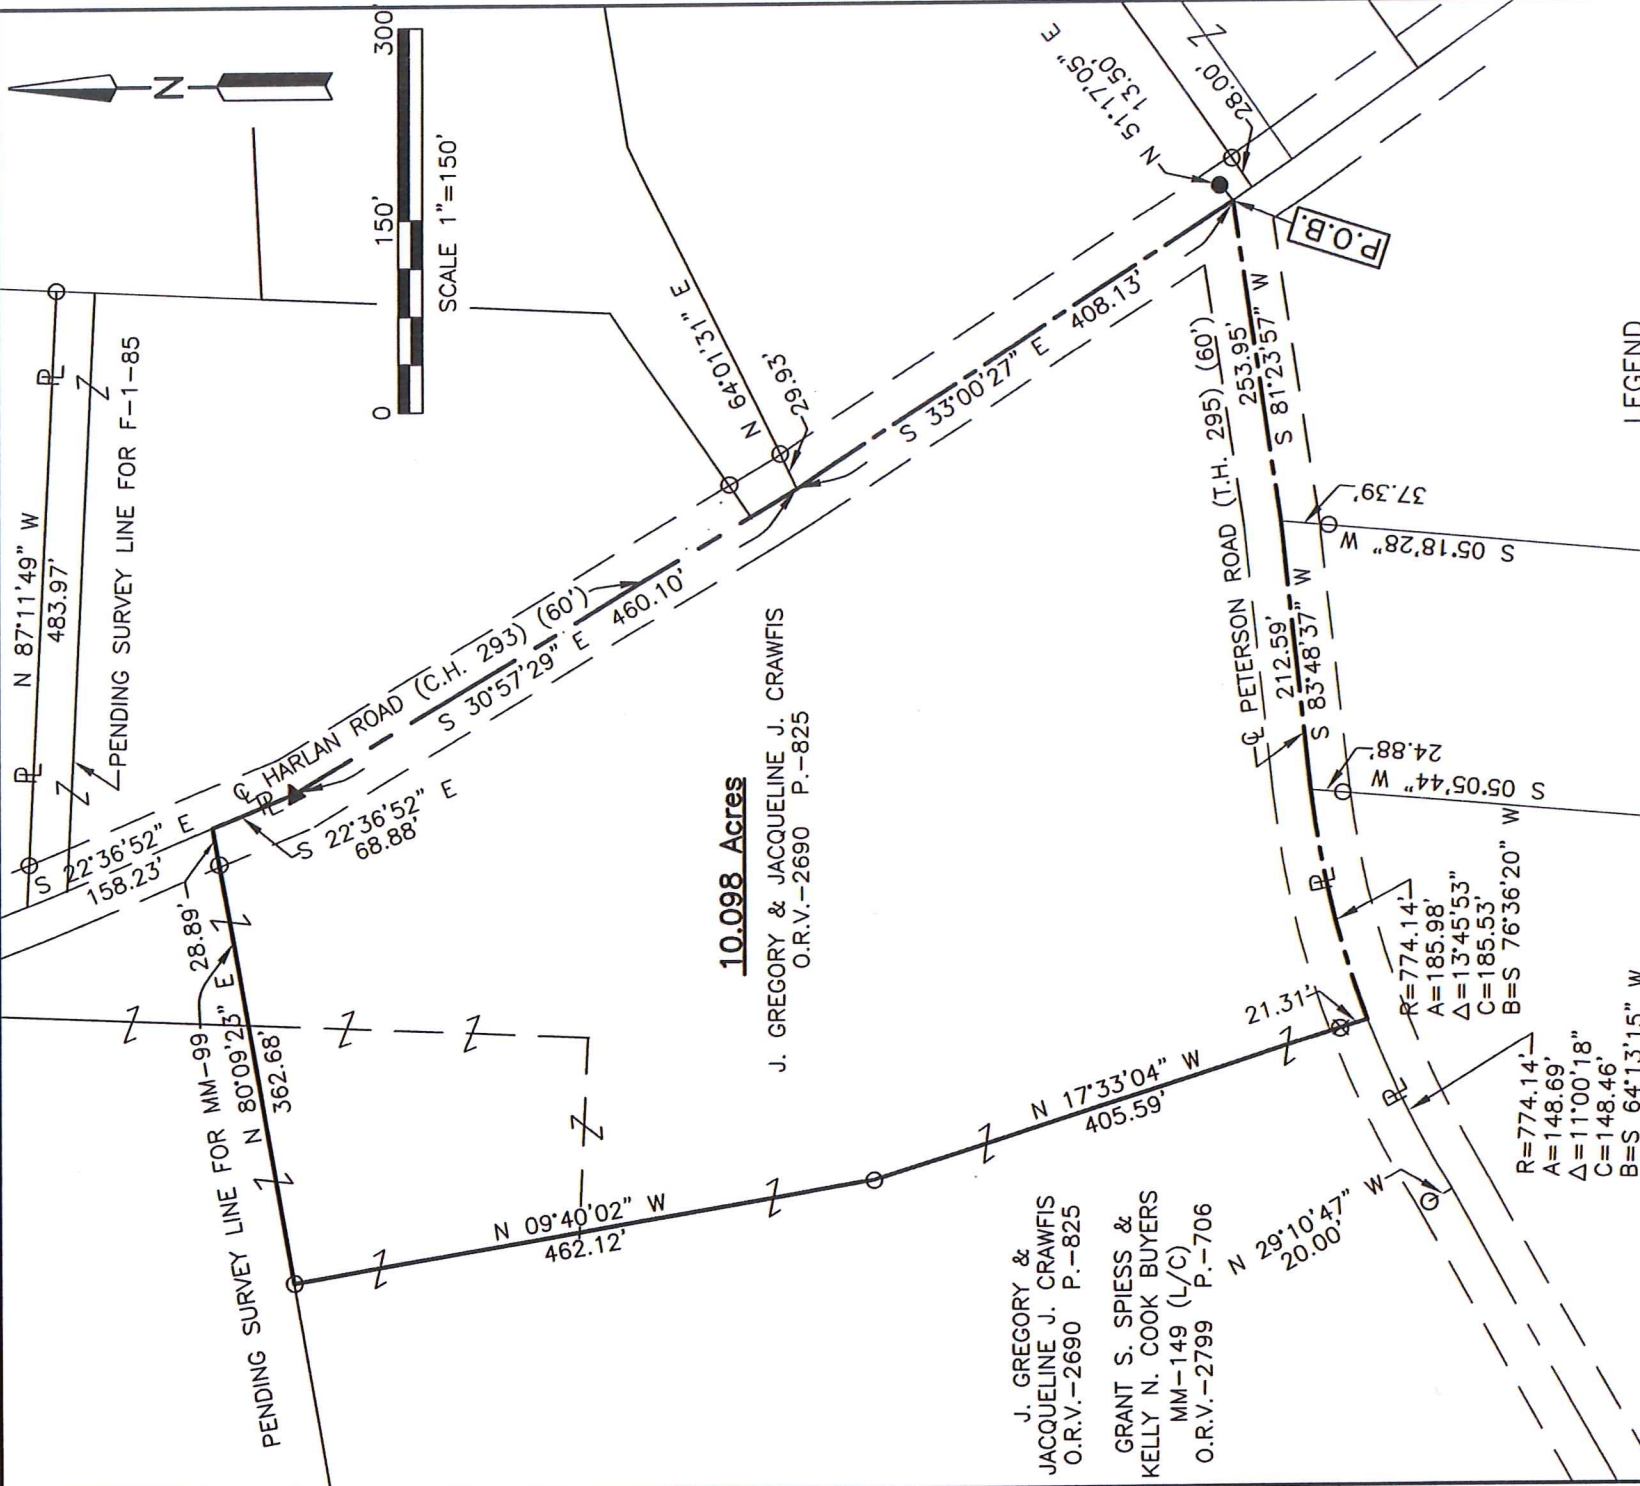 N
0 150' 300'
SCALE 1"=150'
℄ N 87°11'49" W ℄
483.97'
PENDING SURVEY LINE FOR F-1-85
S 22°36'52" E
158.23'
28.89'
PENDING SURVEY LINE FOR MM-99
N 80°09'23" E
362.68'
S 22°36'52" E
68.88'
℄ HARLAN ROAD (C.H. 293) (60')
S 30°57'29" E 460.10'
N 64°01'31" E
29.93'
S 33°00'27" E 408.13'
N 51°17'05" E
13.50'
28.00'
P.O.B.
10.098 Acres
J. GREGORY & JACQUELINE J. CRAWFIS
O.R.V.-2690 P.-825
℄ PETERSON ROAD (T.H. 295) (60')
253.95'
S 81°23'57" W
212.59'
S 83°48'37" W
37.39'
S 05°18'28" W
24.88'
S 05°05'44" W
N 09°40'02" W
462.12'
N 17°33'04" W
405.59'
21.31'
R=774.14'
A=185.98'
Δ=13°45'53"
C=185.53'
B=S 76°36'20" W
R=774.14'
A=148.69'
Δ=11°00'18"
C=148.46'
B=S 64°13'15" W
J. GREGORY &
JACQUELINE J. CRAWFIS
O.R.V.-2690 P.-825
GRANT S. SPIESS &
KELLY N. COOK BUYERS
MM-149 (L/C)
O.R.V.-2799 P.-706
N 29°10'47" W
20.00'
LEGEND